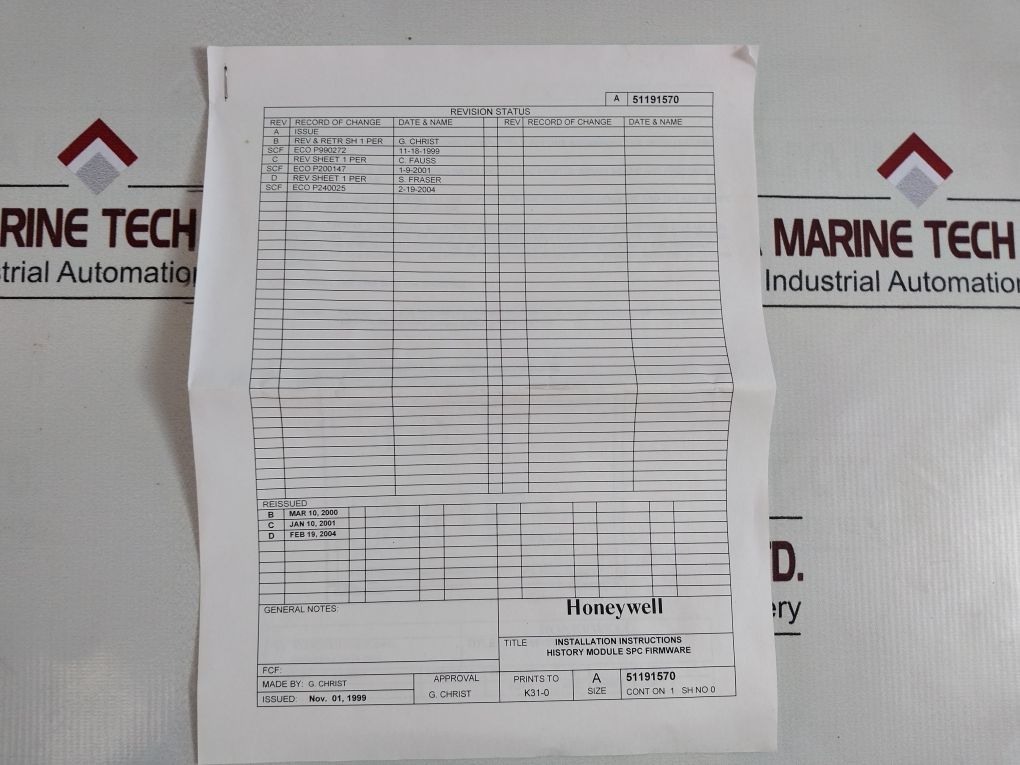 A 51191570
REVISION STATUS
REV RECORD OF CHANGE DATE & NAME REV RECORD OF CHANGE DATE & NAME
A ISSUE
B REV & RETR SH 1 PER G. CHRIST
SCF ECO P990272 11-18-1999
C REV SHEET 1 PER C. FAUSS
SCF ECO P200147 1-9-2001
D REV SHEET 1 PER S. FRASER
SCF ECO P240025 2-19-2004
RINE TECH
strial Automation
MARINE TECH
Industrial Automation
REISSUED
B MAR 10, 2000
C JAN 10, 2001
D FEB 19, 2004
TD.
ery
GENERAL NOTES:
Honeywell
TITLE INSTALLATION INSTRUCTIONS
HISTORY MODULE SPC FIRMWARE
FCF:
MADE BY: G. CHRIST
ISSUED: Nov. 01, 1999
APPROVAL
G. CHRIST
PRINTS TO
K31-0
A
SIZE
51191570
CONT ON 1 SH NO 0